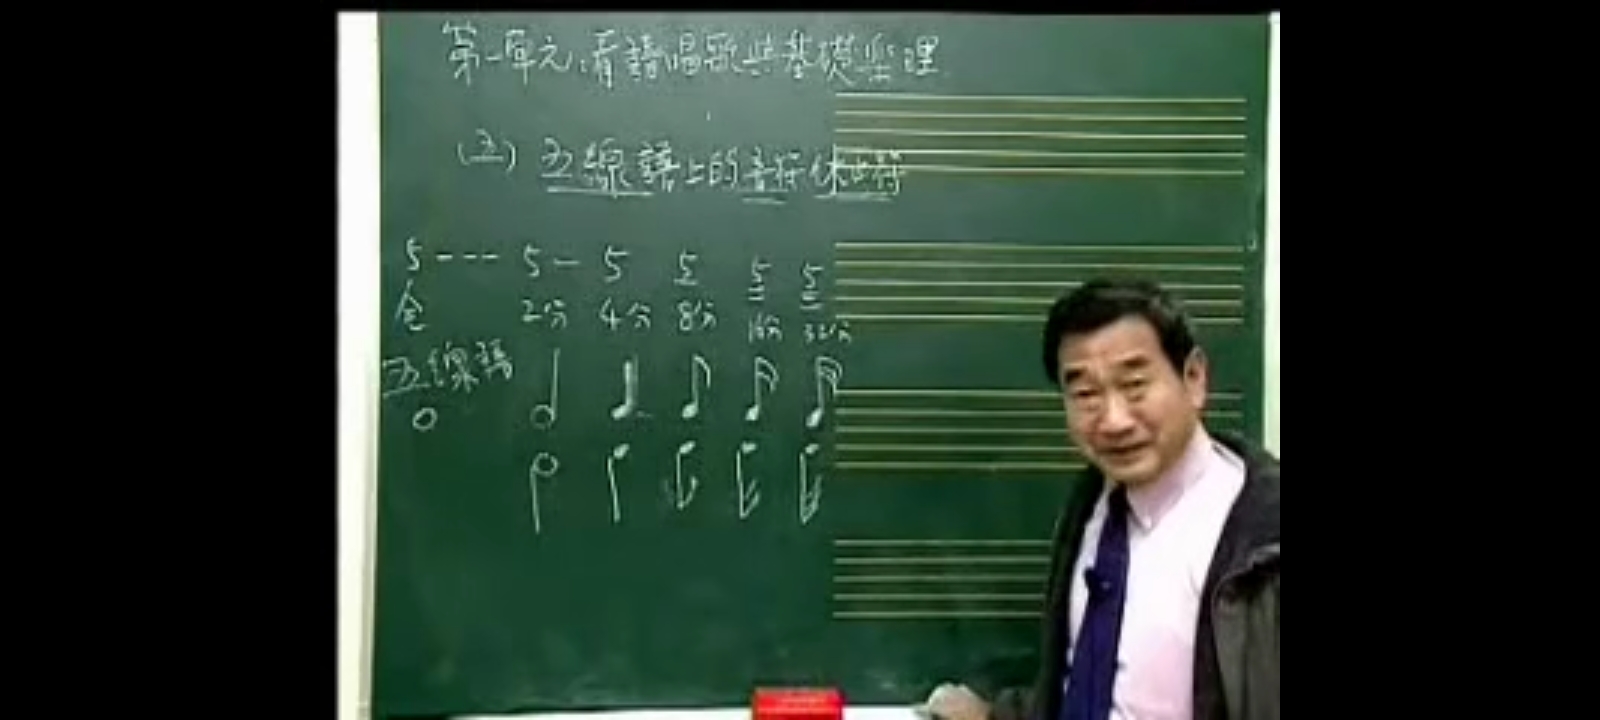 第一單元:看譜唱歌與基礎樂理
(五) 五線譜上的音符休止符
5 - - - 5 - 5 5 5 5
全 2分 4分 8分 16分 32分
五線譜